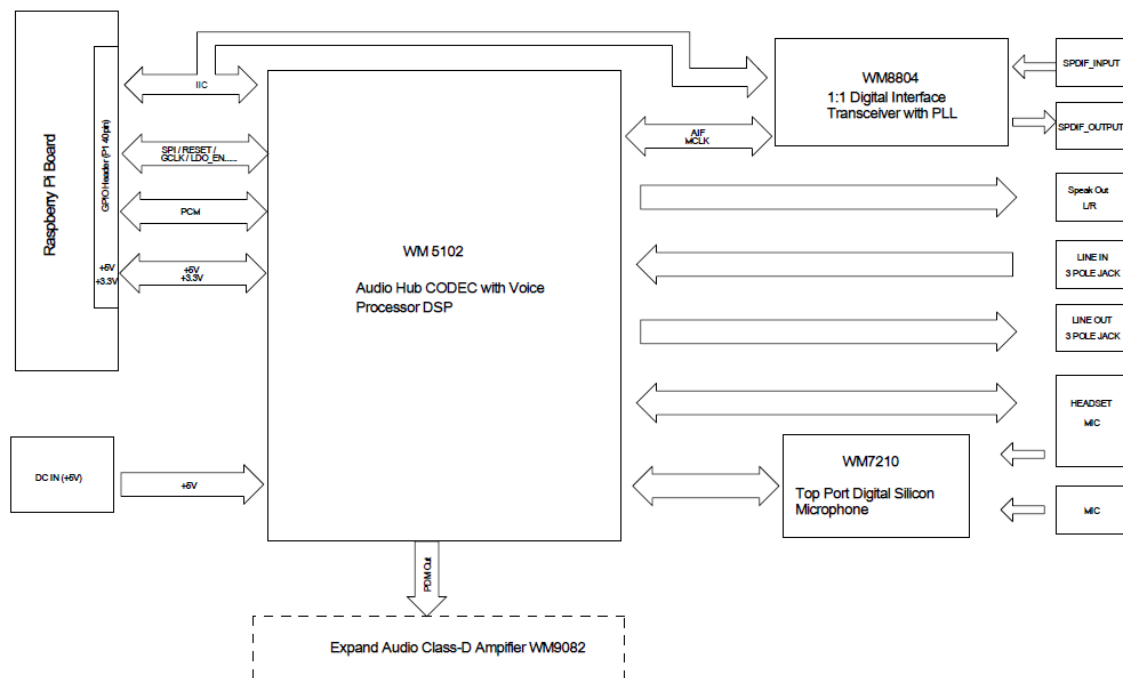 Raspberry Pi Board
GPIO Header (P1 40pin)
+5V
+3.3V
IIC
SPI / RESET /
GCLK / LDO_EN......
PCM
+5V
+3.3V
DC IN (+5V)
+5V
WM 5102
Audio Hub CODEC with Voice
Processor DSP
WM8804
1:1 Digital Interface
Transceiver with PLL
AIF
MCLK
SPDIF_INPUT
SPDIF_OUTPUT
Speak Out
L/R
LINE IN
3 POLE JACK
LINE OUT
3 POLE JACK
HEADSET
MIC
WM7210
Top Port Digital Silicon
Microphone
MIC
PDM Out
Expand Audio Class-D Ampifier WM9082